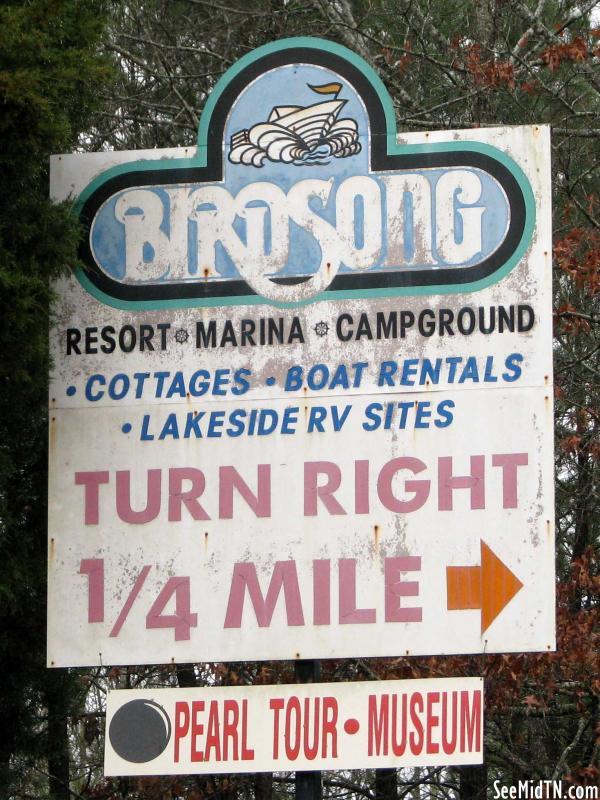 BIRDSONG
RESORT MARINA CAMPGROUND
• COTTAGES • BOAT RENTALS
• LAKESIDE RV SITES
TURN RIGHT
1/4 MILE
PEARL TOUR • MUSEUM
SeeMidTN.com